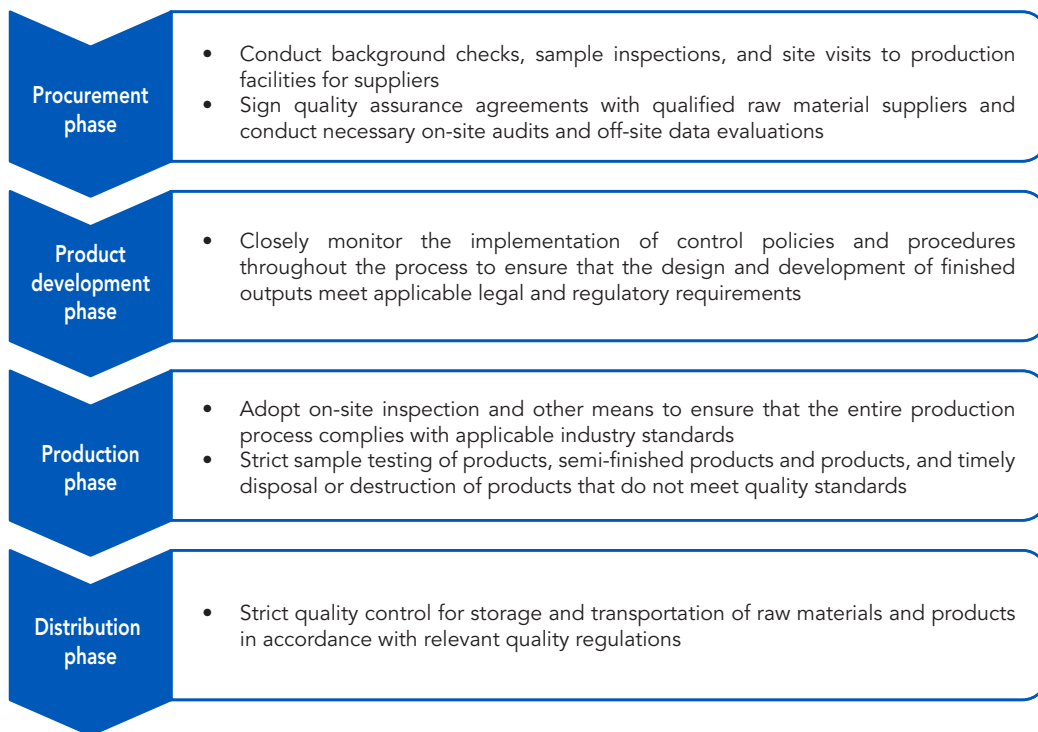 Procurement
phase
• Conduct background checks, sample inspections, and site visits to production
facilities for suppliers
• Sign quality assurance agreements with qualified raw material suppliers and
conduct necessary on-site audits and off-site data evaluations
Product
development
phase
• Closely monitor the implementation of control policies and procedures
throughout the process to ensure that the design and development of finished
outputs meet applicable legal and regulatory requirements
Production
phase
• Adopt on-site inspection and other means to ensure that the entire production
process complies with applicable industry standards
• Strict sample testing of products, semi-finished products and products, and timely
disposal or destruction of products that do not meet quality standards
Distribution
phase
• Strict quality control for storage and transportation of raw materials and products
in accordance with relevant quality regulations